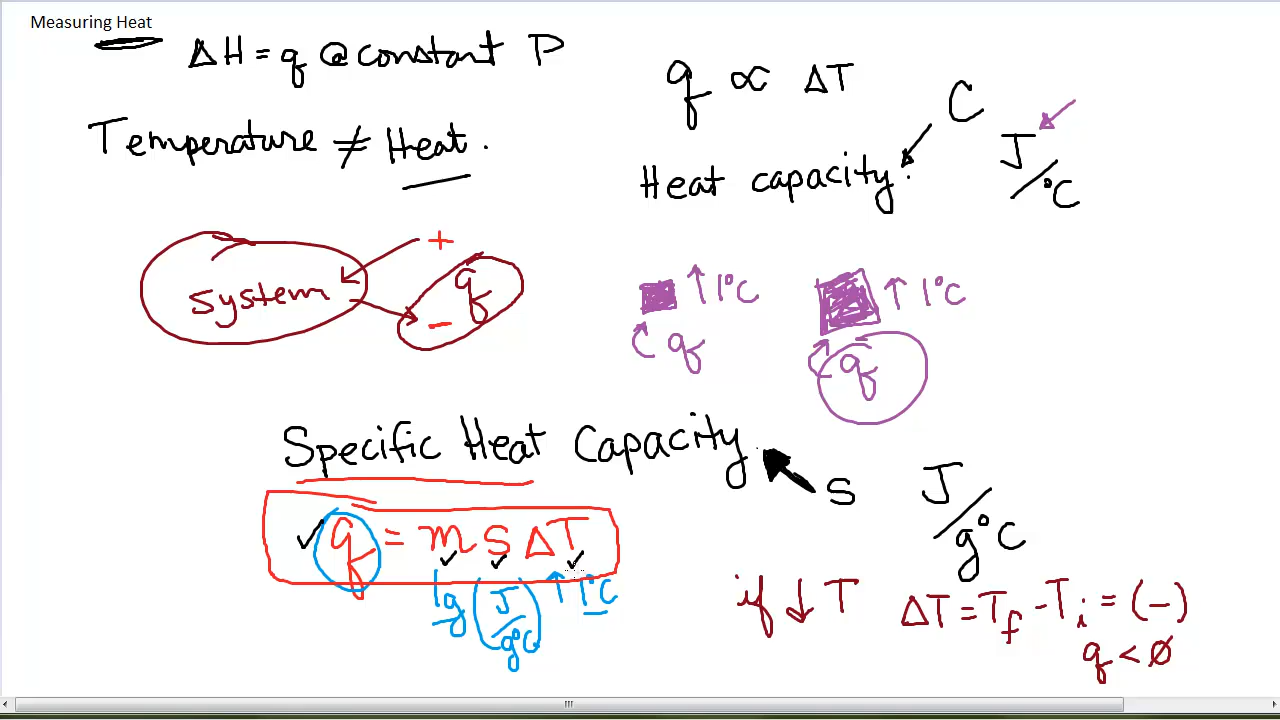 Measuring Heat
ΔH = q @ constant P
q ∝ ΔT
C
Temperature ≠ Heat.
Heat capacity:
J/°C
+
system
q
−
↑ 1°C
↑ 1°C
q
q
Specific Heat Capacity
S
J/g°C
q = m s ΔT
1g (J/g°C) ↑ 1°C
if ↓ T
ΔT = Tf - Ti = (-)
q < 0